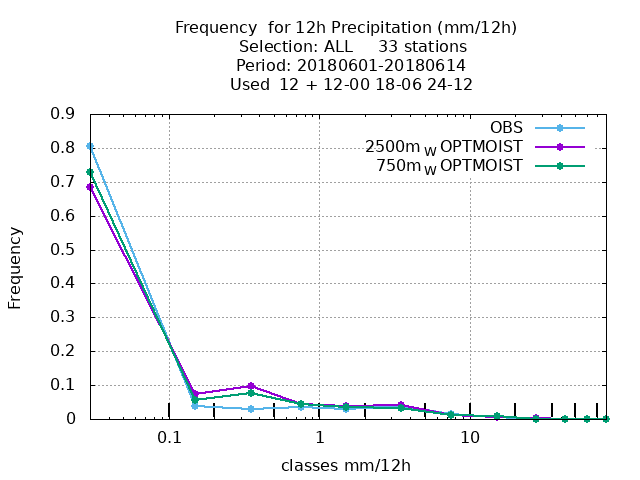 Frequency  for 12h Precipitation (mm/12h)
Selection: ALL     33 stations
Period: 20180601-20180614
Used  12 + 12-00 18-06 24-12
OBS
2500m W OPTMOIST
750m W OPTMOIST
0.9
0.8
0.7
0.6
0.5
0.4
0.3
0.2
0.1
0
Frequency
0.1 1 10
classes mm/12h